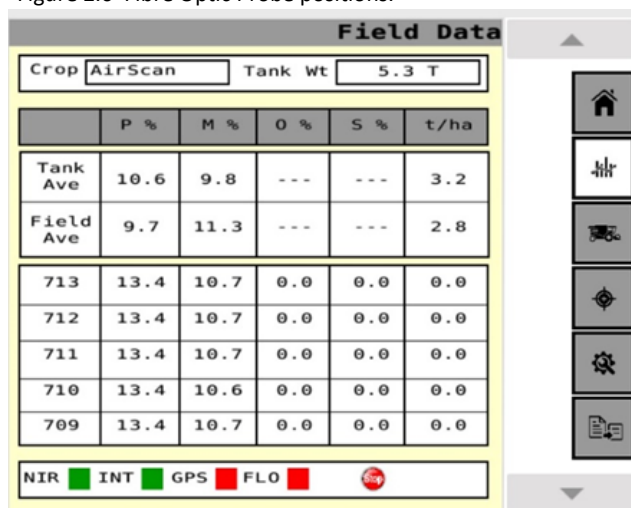 Figure 2.6 Fibre Optic Probe positions.
Field Data
Crop AirScan Tank Wt 5.3 T
P % M % O % S % t/ha
Tank Ave 10.6 9.8 --- --- 3.2
Field Ave 9.7 11.3 --- --- 2.8
713 13.4 10.7 0.0 0.0 0.0
712 13.4 10.7 0.0 0.0 0.0
711 13.4 10.7 0.0 0.0 0.0
710 13.4 10.6 0.0 0.0 0.0
709 13.4 10.7 0.0 0.0 0.0
NIR INT GPS FLO Stop